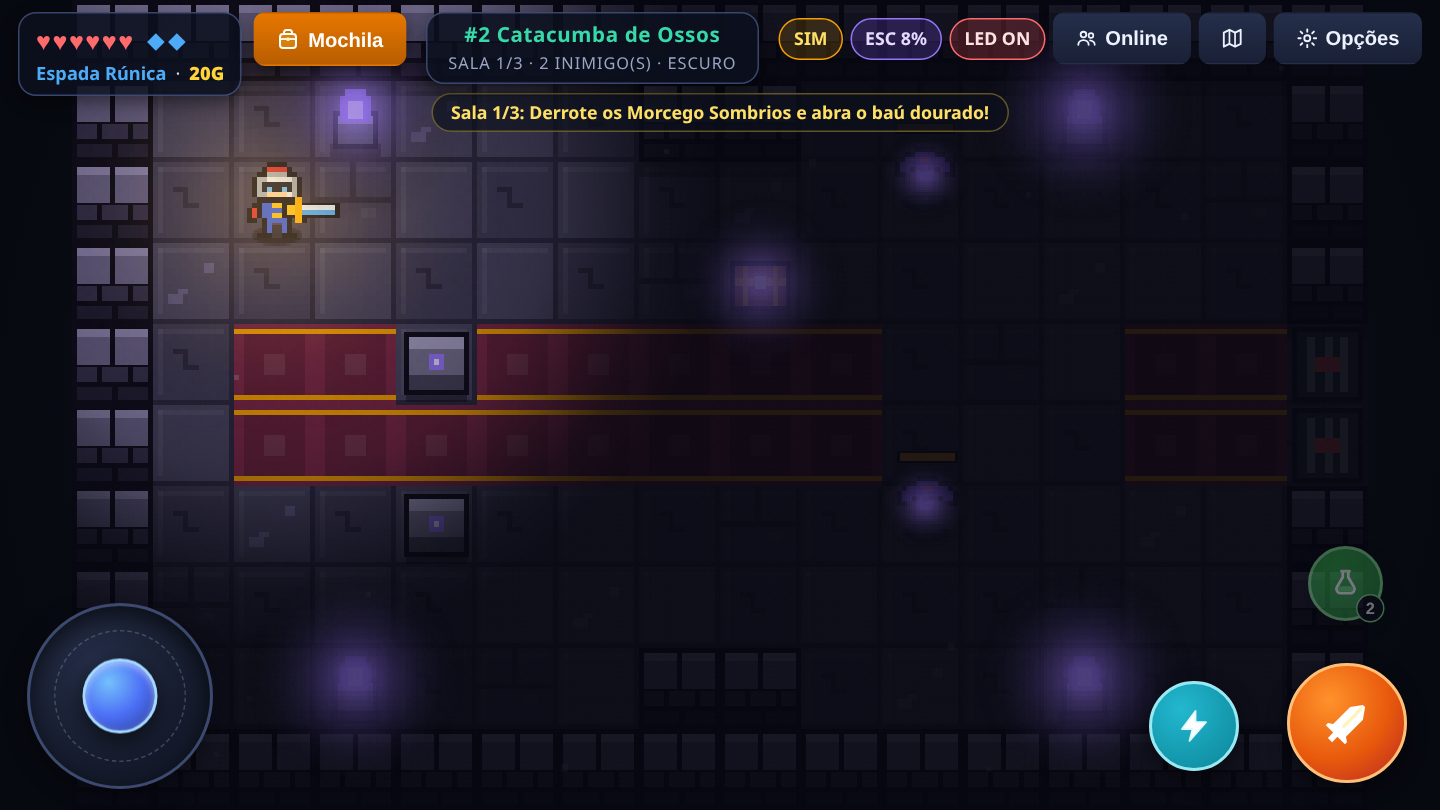 Espada Rúnica · 20G
Mochila
#2 Catacumba de Ossos
SALA 1/3 · 2 INIMIGO(S) · ESCURO
SIM
ESC 8%
LED ON
Online
Opções
Sala 1/3: Derrote os Morcego Sombrios e abra o baú dourado!
2